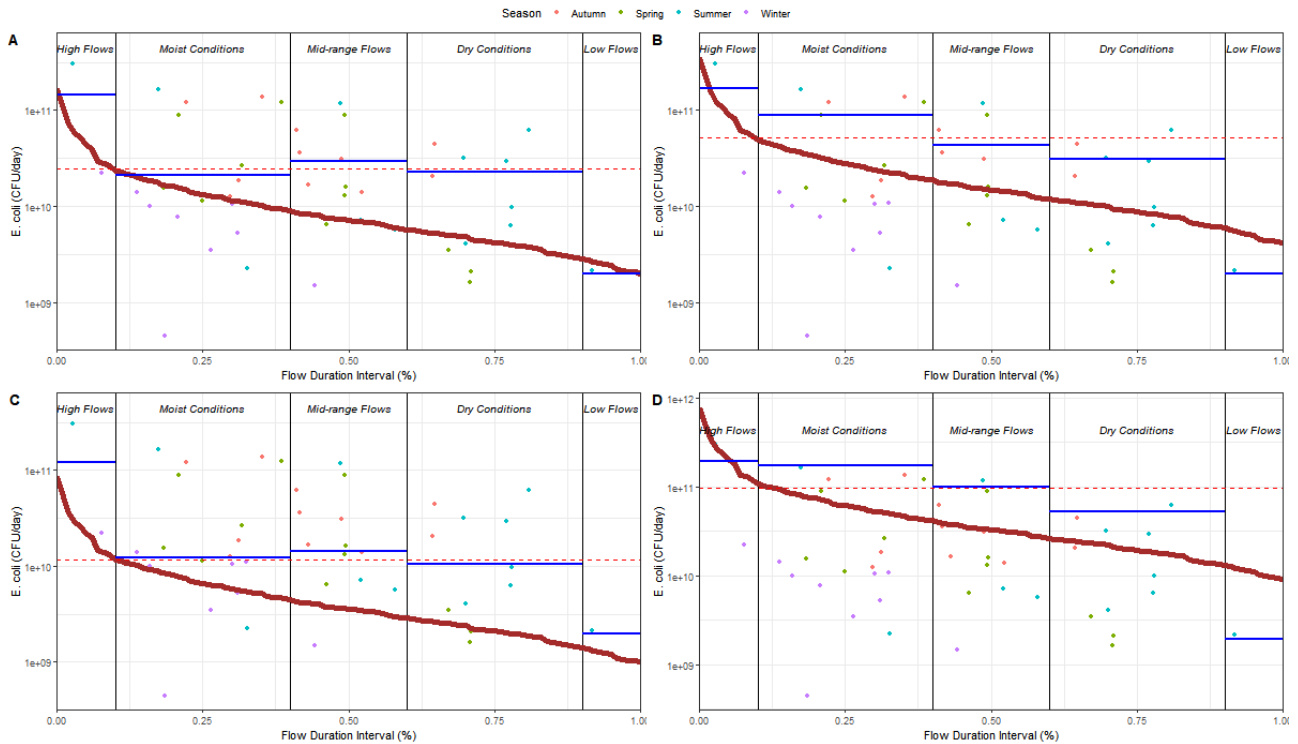 Season Autumn Spring Summer Winter
A
High Flows Moist Conditions Mid-range Flows Dry Conditions Low Flows
1e+11
1e+10
1e+09
E. coli (CFU/day)
0.00 0.25 0.50 0.75 1.00
Flow Duration Interval (%)
B
High Flows Moist Conditions Mid-range Flows Dry Conditions Low Flows
1e+11
1e+10
1e+09
E. coli (CFU/day)
0.00 0.25 0.50 0.75 1.00
Flow Duration Interval (%)
C
High Flows Moist Conditions Mid-range Flows Dry Conditions Low Flows
1e+11
1e+10
1e+09
E. coli (CFU/day)
0.00 0.25 0.50 0.75 1.00
Flow Duration Interval (%)
D
1e+12
High Flows Moist Conditions Mid-range Flows Dry Conditions Low Flows
1e+11
1e+10
1e+09
E. coli (CFU/day)
0.00 0.25 0.50 0.75 1.00
Flow Duration Interval (%)